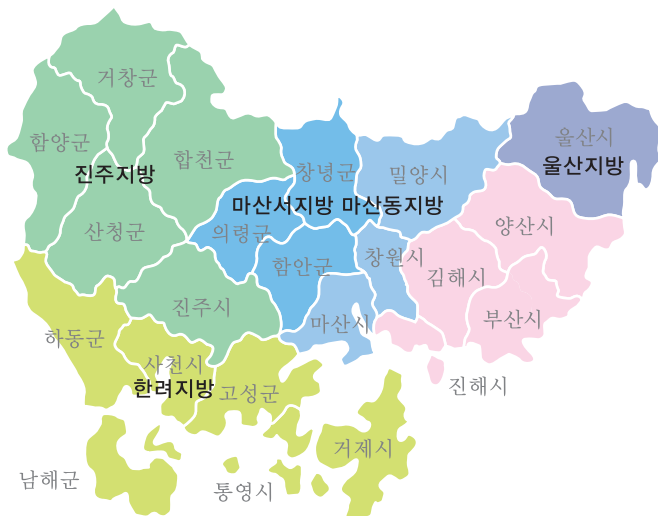 거창군
함양군
합천군
진주지방
창녕군
밀양시
울산시
울산지방
마산서지방
마산동지방
산청군
의령군
양산시
함안군
창원시
김해시
진주시
마산시
부산시
하동군
사천시
한려지방
고성군
진해시
거제시
남해군
통영시